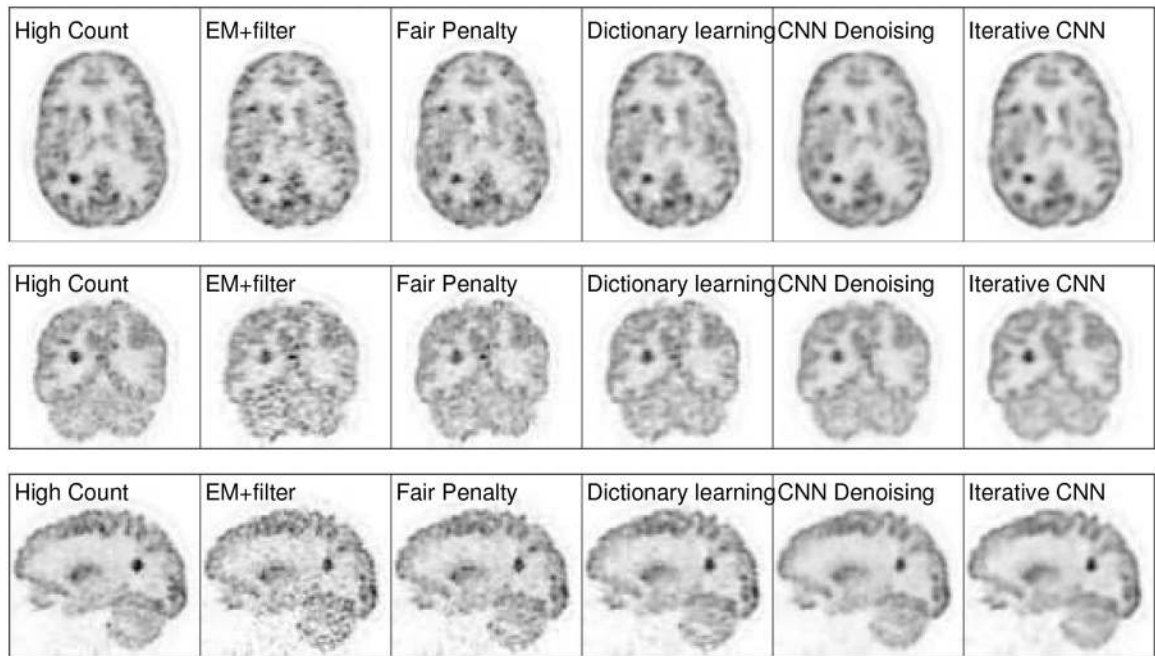 High Count EM+filter Fair Penalty Dictionary learning CNN Denoising Iterative CNN
High Count EM+filter Fair Penalty Dictionary learning CNN Denoising Iterative CNN
High Count EM+filter Fair Penalty Dictionary learning CNN Denoising Iterative CNN